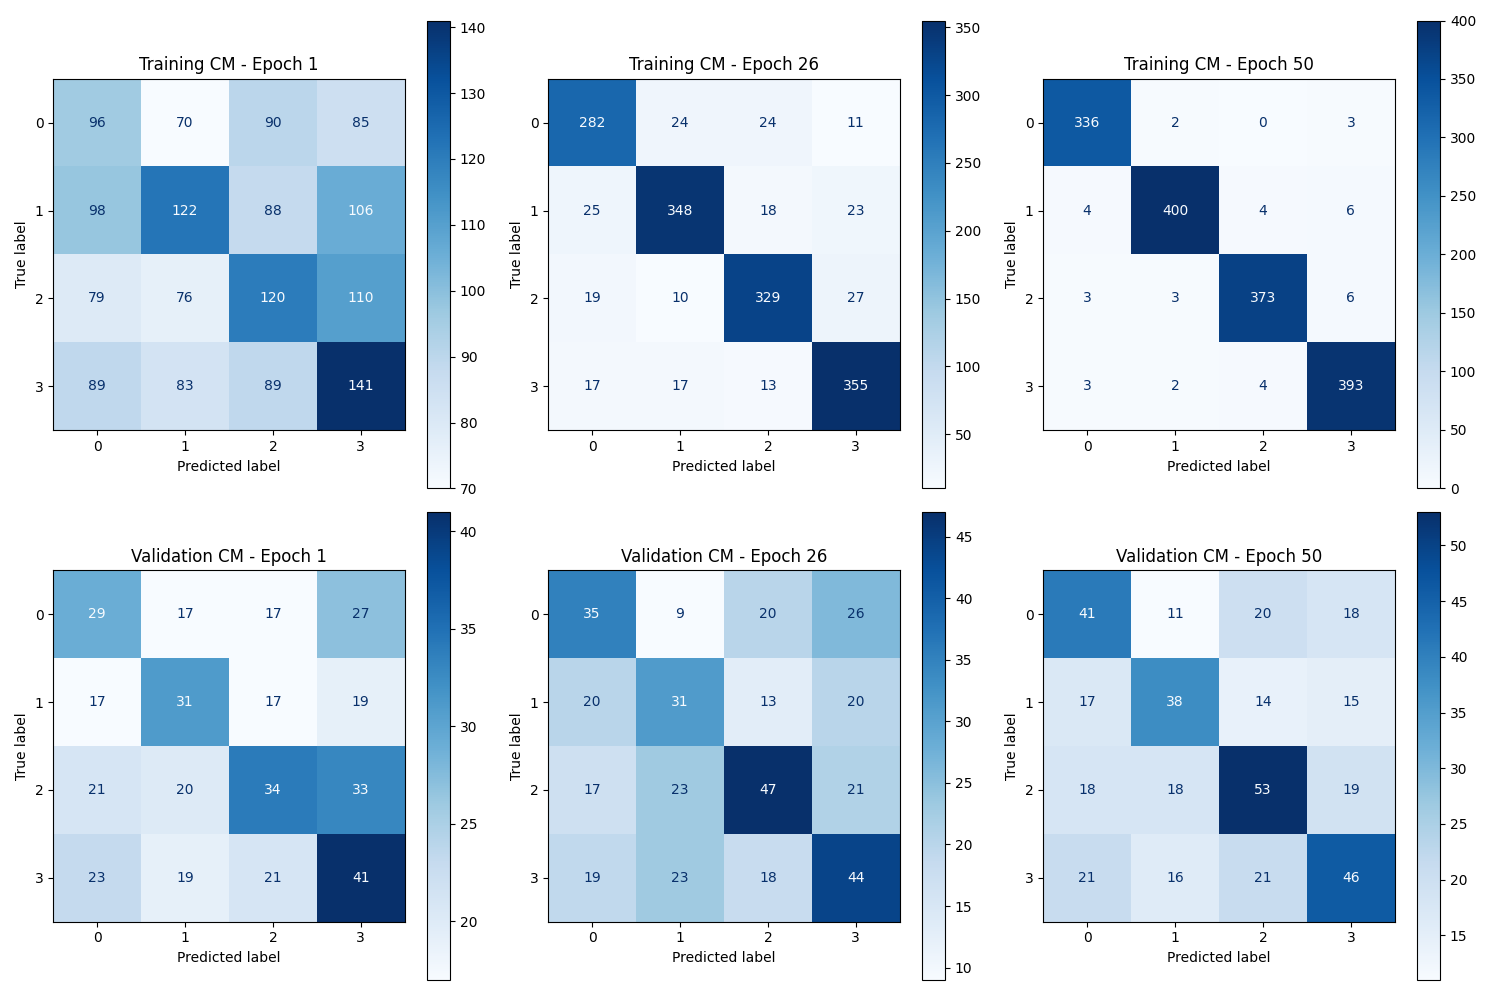 Training CM - Epoch 1
0 96 70 90 85
1 98 122 88 106
2 79 76 120 110
3 89 83 89 141
0 1 2 3
Predicted label
True label
140
130
120
110
100
90
80
70
Training CM - Epoch 26
0 282 24 24 11
1 25 348 18 23
2 19 10 329 27
3 17 17 13 355
0 1 2 3
Predicted label
True label
350
300
250
200
150
100
50
Training CM - Epoch 50
0 336 2 0 3
1 4 400 4 6
2 3 3 373 6
3 3 2 4 393
0 1 2 3
Predicted label
True label
400
350
300
250
200
150
100
50
0
Validation CM - Epoch 1
0 29 17 17 27
1 17 31 17 19
2 21 20 34 33
3 23 19 21 41
0 1 2 3
Predicted label
True label
40
35
30
25
20
Validation CM - Epoch 26
0 35 9 20 26
1 20 31 13 20
2 17 23 47 21
3 19 23 18 44
0 1 2 3
Predicted label
True label
45
40
35
30
25
20
15
10
Validation CM - Epoch 50
0 41 11 20 18
1 17 38 14 15
2 18 18 53 19
3 21 16 21 46
0 1 2 3
Predicted label
True label
50
45
40
35
30
25
20
15